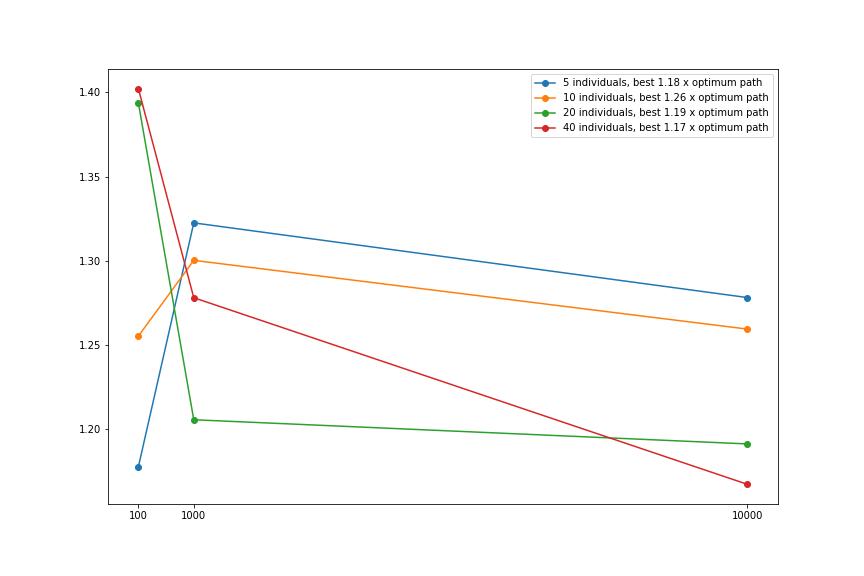 5 individuals, best 1.18 x optimum path
10 individuals, best 1.26 x optimum path
20 individuals, best 1.19 x optimum path
40 individuals, best 1.17 x optimum path
1.40
1.35
1.30
1.25
1.20
100 1000 10000